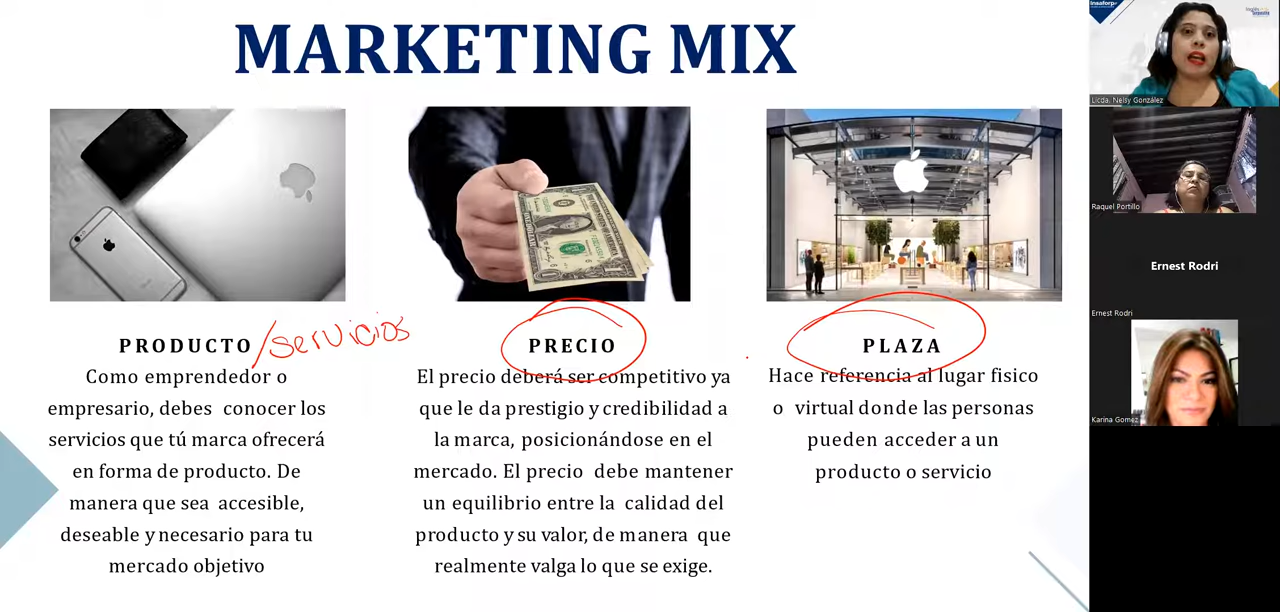 MARKETING MIX
PRODUCTO/servicios
Como emprendedor o
empresario, debes conocer los
servicios que tú marca ofrecerá
en forma de producto. De
manera que sea accesible,
deseable y necesario para tu
mercado objetivo
PRECIO
El precio deberá ser competitivo ya
que le da prestigio y credibilidad a
la marca, posicionándose en el
mercado. El precio debe mantener
un equilibrio entre la calidad del
producto y su valor, de manera que
realmente valga lo que se exige.
PLAZA
Hace referencia al lugar fisico
o virtual donde las personas
pueden acceder a un
producto o servicio
Insaforp
Licda. Nelsy González
Raquel Portillo
Ernest Rodri
Ernest Rodri
Karina Gomez